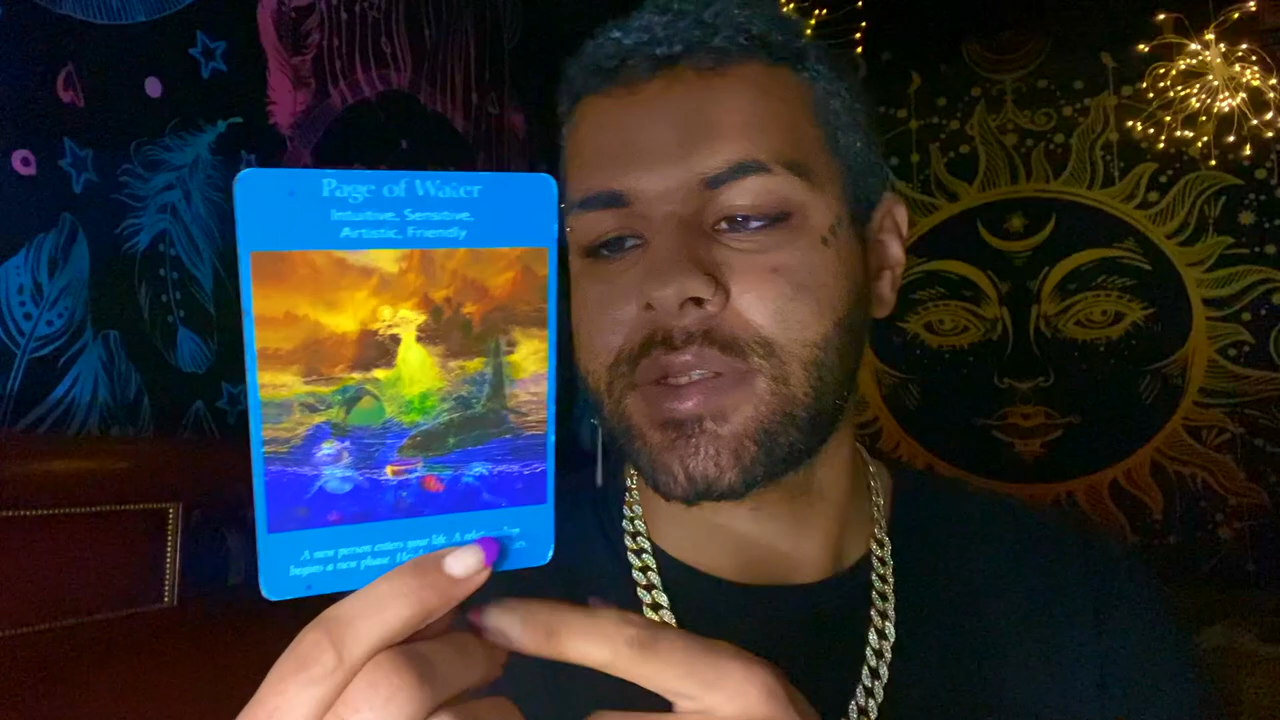 Page of Water
Intuitive, Sensitive,
Artistic, Friendly
A new person enters your life. A
begins a new phase.